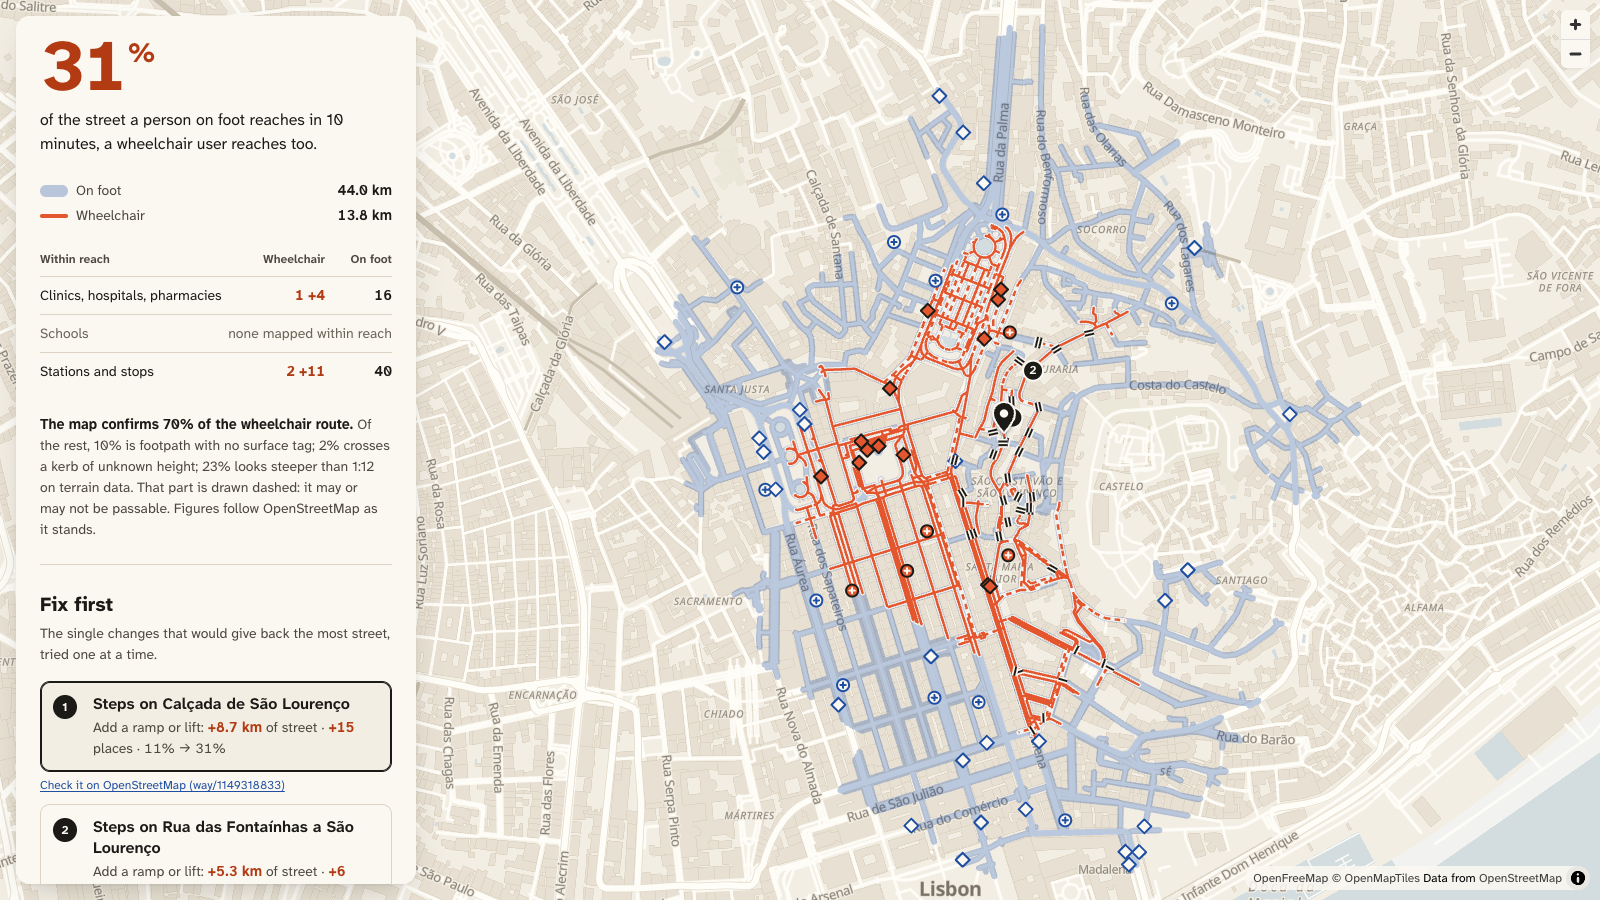 31%
of the street a person on foot reaches in 10
minutes, a wheelchair user reaches too.
On foot 44.0 km
Wheelchair 13.8 km
Within reach Wheelchair On foot
Clinics, hospitals, pharmacies 1 +4 16
Schools none mapped within reach
Stations and stops 2 +11 40
The map confirms 70% of the wheelchair route. Of
the rest, 10% is footpath with no surface tag; 2% crosses
a kerb of unknown height; 23% looks steeper than 1:12
on terrain data. That part is drawn dashed: it may or
may not be passable. Figures follow OpenStreetMap as
it stands.
Fix first
The single changes that would give back the most street,
tried one at a time.
1 Steps on Calçada de São Lourenço
Add a ramp or lift: +8.7 km of street · +15
places · 11% → 31%
Check it on OpenStreetMap (way/1149318833)
2 Steps on Rua das Fontaínhas a São
Lourenço
Add a ramp or lift: +5.3 km of street · +6
do Salitre
SÃO JOSÉ
Avenida da Liberdade
Avenida da Liberdade
Rua da Glória
Rua das Taipas
Calçada da Glória
Calçada de Santana
Rua da Palma
Rua do Benformoso
Rua das Olarias
Rua Damasceno Monteiro
GRAÇA
Rua da Senhora da Glória
Rua dos Lagares
SOCORRO
SÃO VICENTE
DE FORA
Campo de Sa
dro V
SANTA JUSTA
2
Costa do Castelo
CASTELO
Rua da Rosa
Rua Luz Soriano
Rua Áurea
Rua dos Sapateiros
SACRAMENTO
SANTIAGO
ALFAMA
Rua dos Remédios
ENCARNAÇÃO
CHIADO
Rua Nova do Almada
Rua das Chagas
Rua da Emenda
Rua das Flores
Rua Serpa Pinto
MÁRTIRES
Rua de São Julião
Rua do Comércio
Rua do Barão
SÉ
Madalena
Infante Dom Henrique
São Paulo
Alecrim
do Arsenal
Lisbon
+
−
OpenFreeMap © OpenMapTiles Data from OpenStreetMap